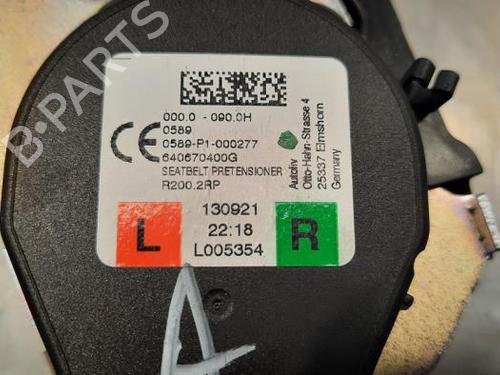 B-PARTS
000.0 - 090.0H
0589
0589-P1-000277
640670400G
SEATBELT PRETENSIONER
R200.2RP
CE
Autoliv
Otto-Hahn-Strasse 4
25337 Elmshorn
Germany
130921
22:18
L005354
L
R
A